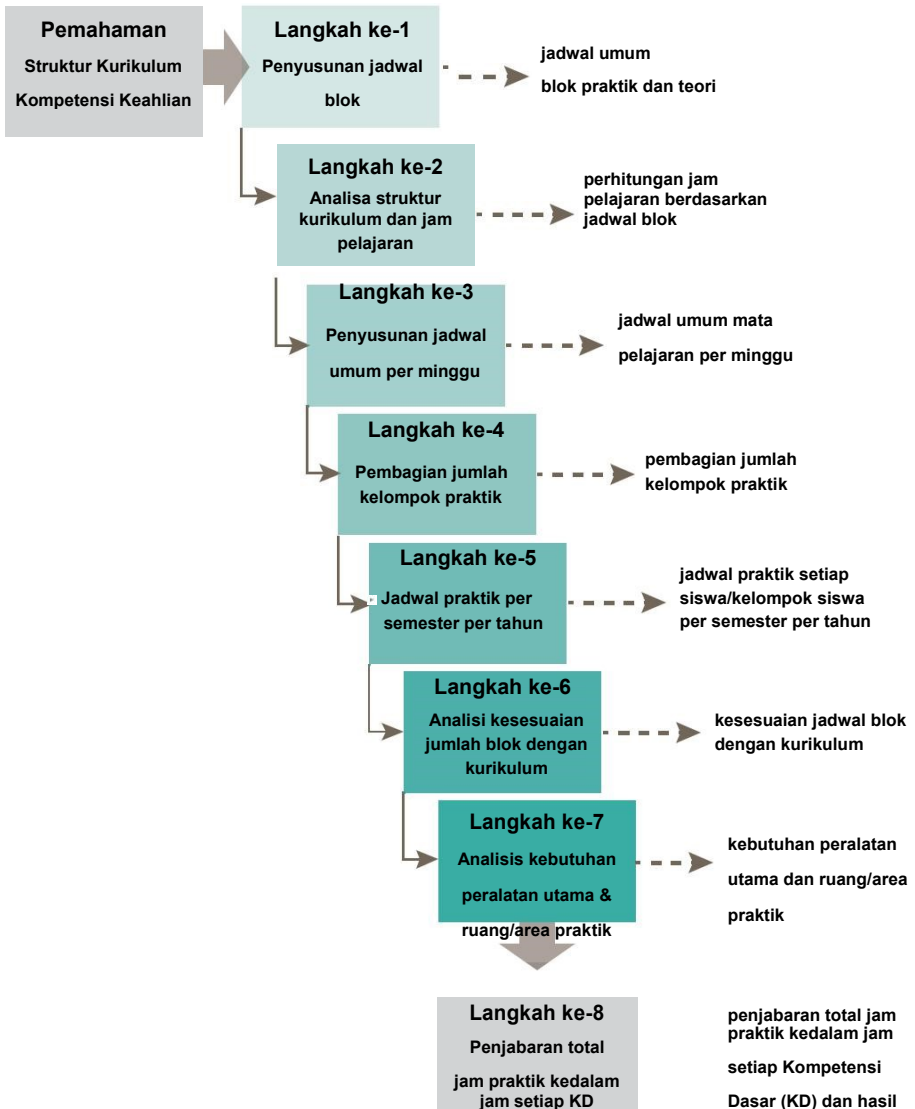 Pemahaman
Struktur Kurikulum
Kompetensi Keahlian
Langkah ke-1
Penyusunan jadwal
blok
jadwal umum
blok praktik dan teori
Langkah ke-2
Analisa struktur
kurikulum dan jam
pelajaran
perhitungan jam
pelajaran berdasarkan
jadwal blok
Langkah ke-3
Penyusunan jadwal
umum per minggu
jadwal umum mata
pelajaran per minggu
Langkah ke-4
Pembagian jumlah
kelompok praktik
pembagian jumlah
kelompok praktik
Langkah ke-5
Jadwal praktik per
semester per tahun
jadwal praktik setiap
siswa/kelompok siswa
per semester per tahun
Langkah ke-6
Analisi kesesuaian
jumlah blok dengan
kurikulum
kesesuaian jadwal blok
dengan kurikulum
Langkah ke-7
Analisis kebutuhan
peralatan utama &
ruang/area praktik
kebutuhan peralatan
utama dan ruang/area
praktik
Langkah ke-8
Penjabaran total
jam praktik kedalam
jam setiap KD
penjabaran total jam
praktik kedalam jam
setiap Kompetensi
Dasar (KD) dan hasil